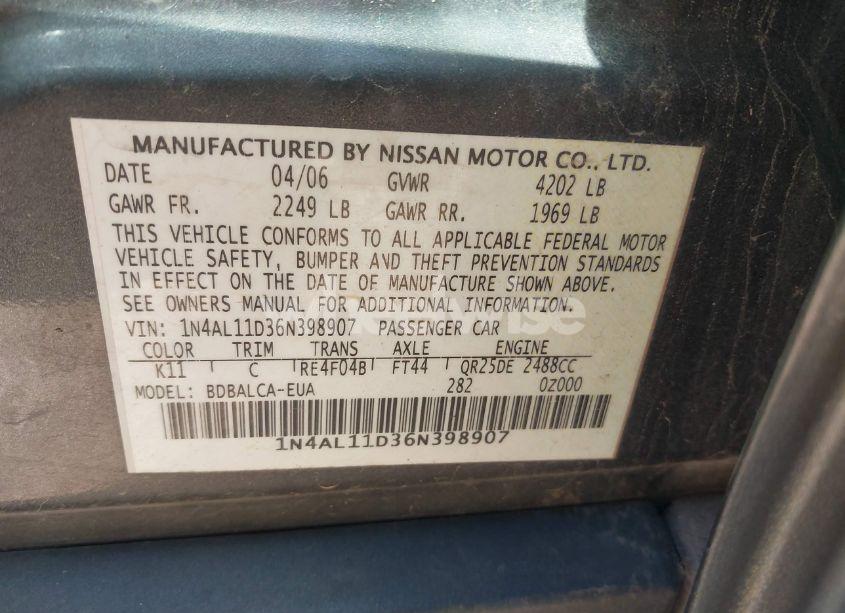 MANUFACTURED BY NISSAN MOTOR CO., LTD.
DATE 04/06 GVWR 4202 LB
GAWR FR. 2249 LB GAWR RR. 1969 LB
THIS VEHICLE CONFORMS TO ALL APPLICABLE FEDERAL MOTOR
VEHICLE SAFETY, BUMPER AND THEFT PREVENTION STANDARDS
IN EFFECT ON THE DATE OF MANUFACTURE SHOWN ABOVE.
SEE OWNERS MANUAL FOR ADDITIONAL INFORMATION.
VIN: 1N4AL11D36N398907 PASSENGER CAR
COLOR TRIM TRANS AXLE ENGINE
K11 C RE4F04B FT44 QR25DE 2488CC
MODEL: BDBALCA-EUA 282 0Z000
1N4AL11D36N398907